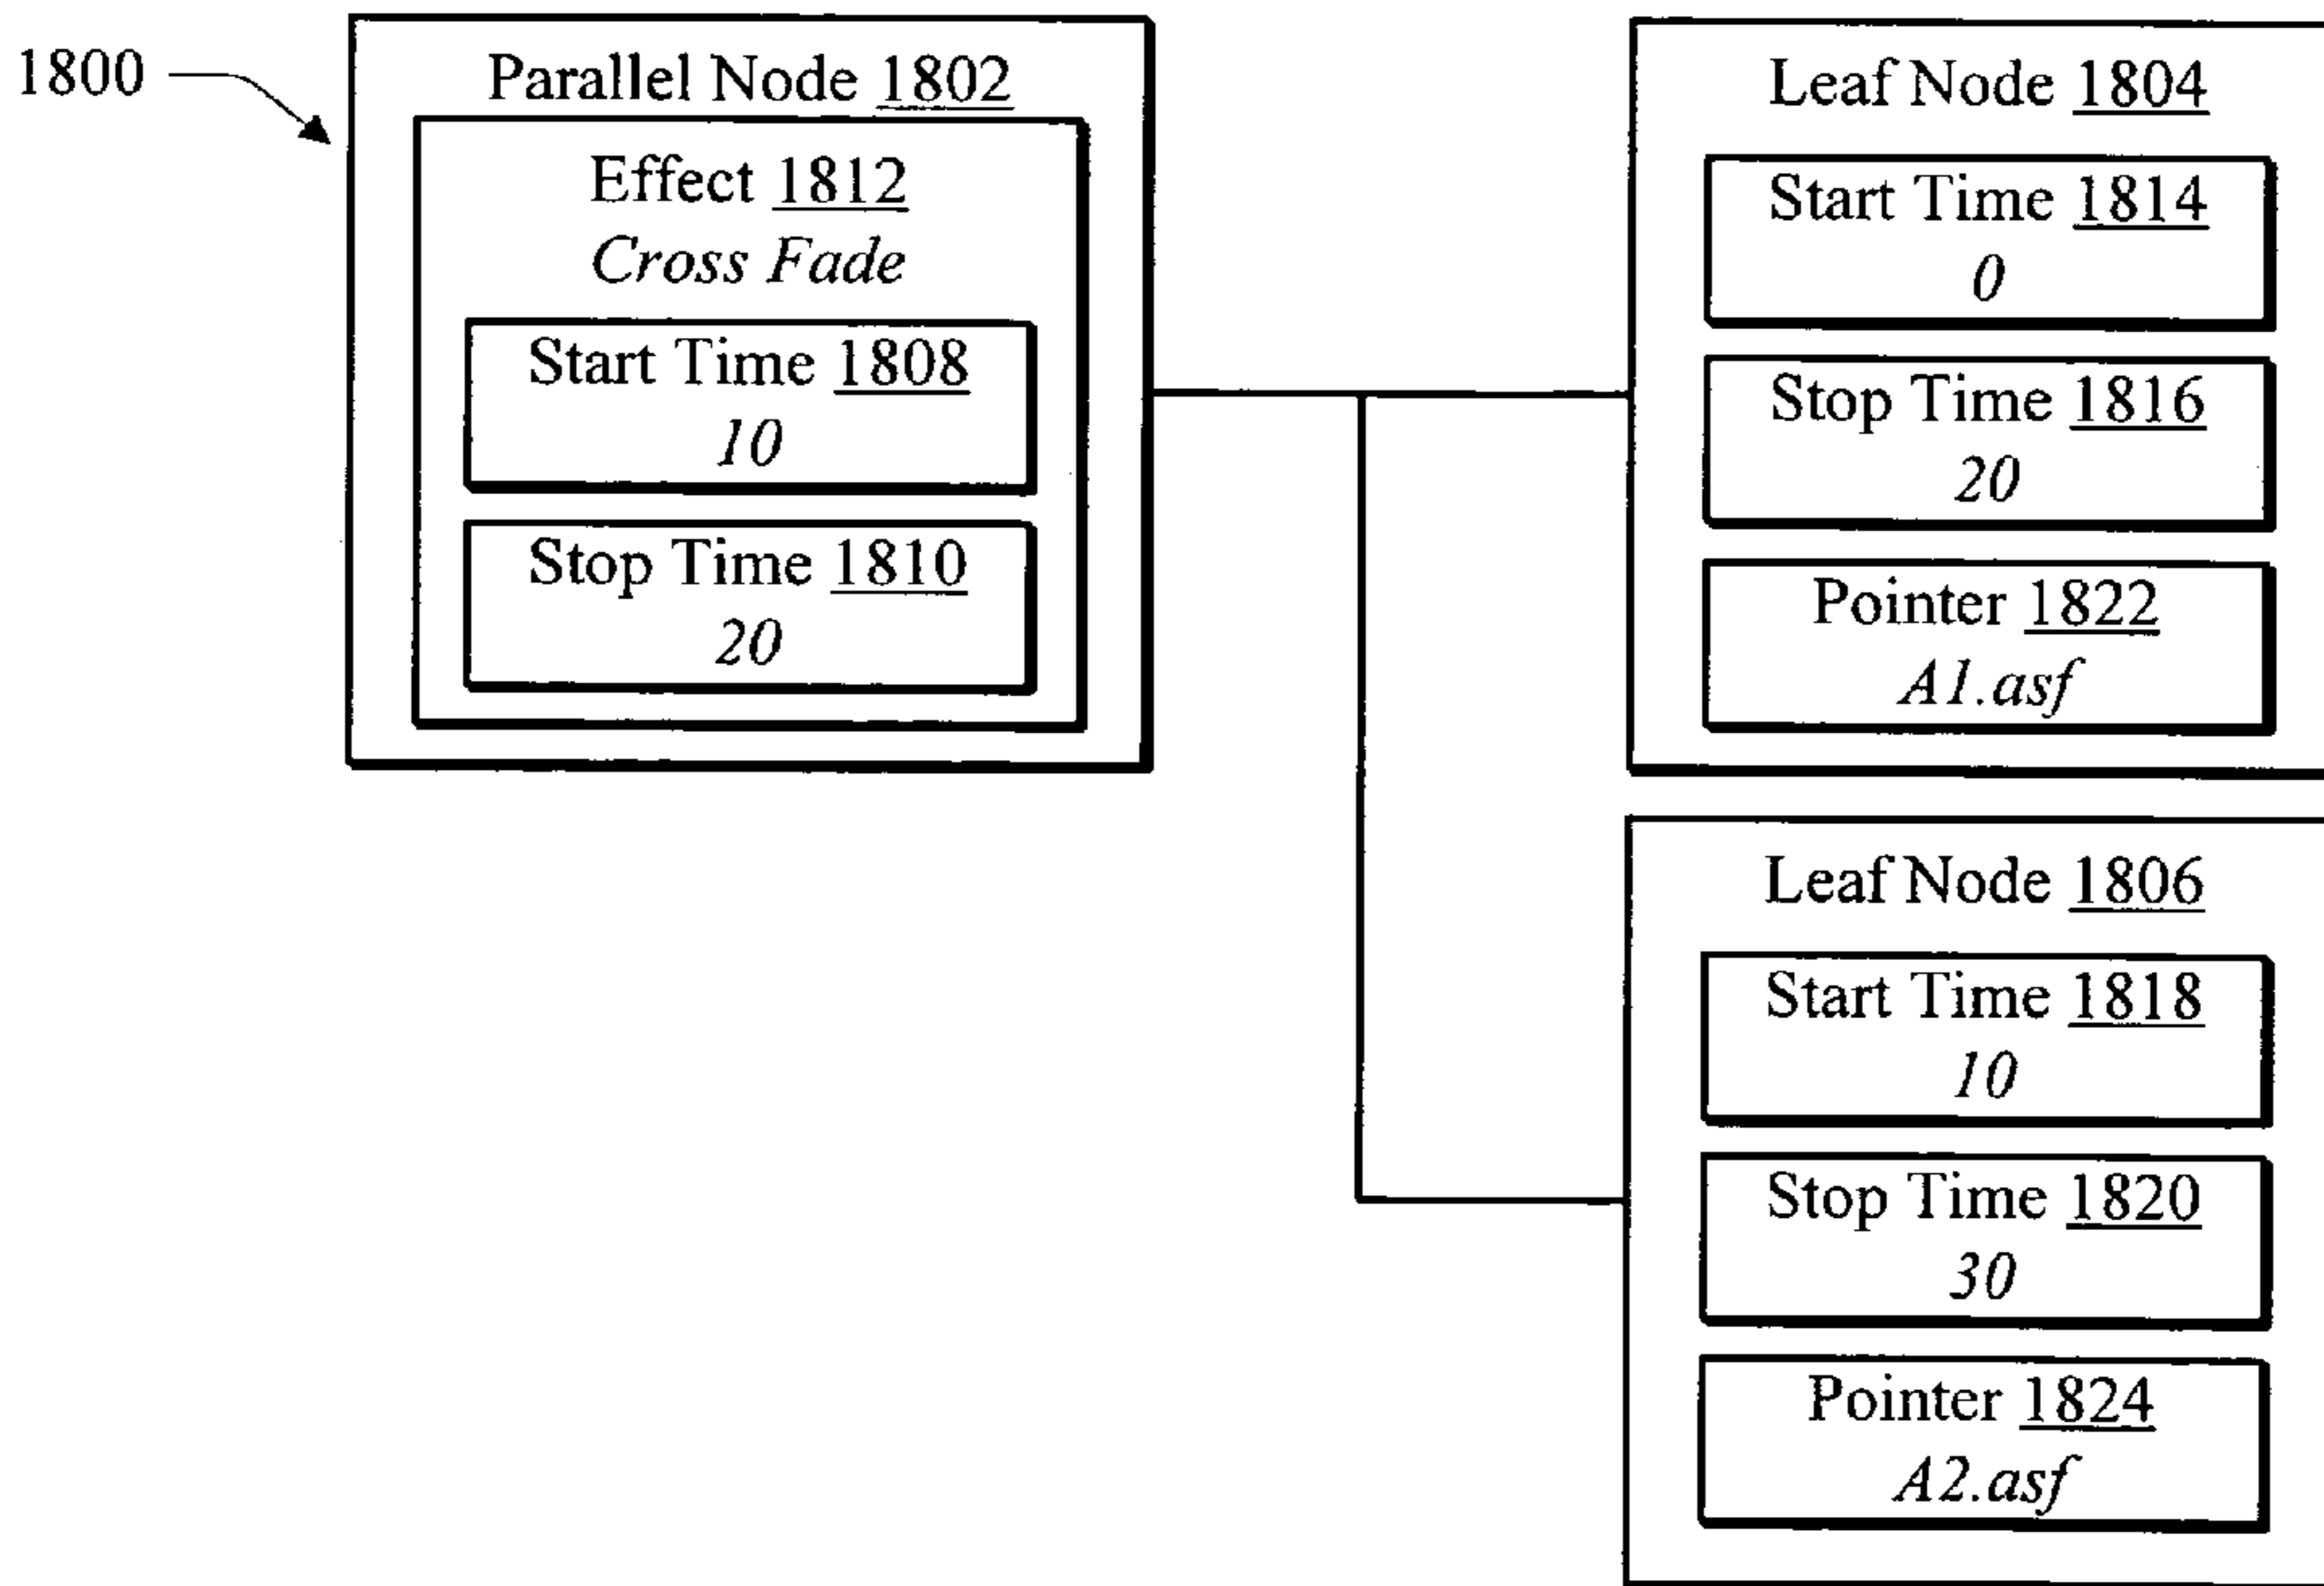 1800
Parallel Node 1802
Effect 1812
Cross Fade
Start Time 1808
10
Stop Time 1810
20
Leaf Node 1804
Start Time 1814
0
Stop Time 1816
20
Pointer 1822
A1.asf
Leaf Node 1806
Start Time 1818
10
Stop Time 1820
30
Pointer 1824
A2.asf